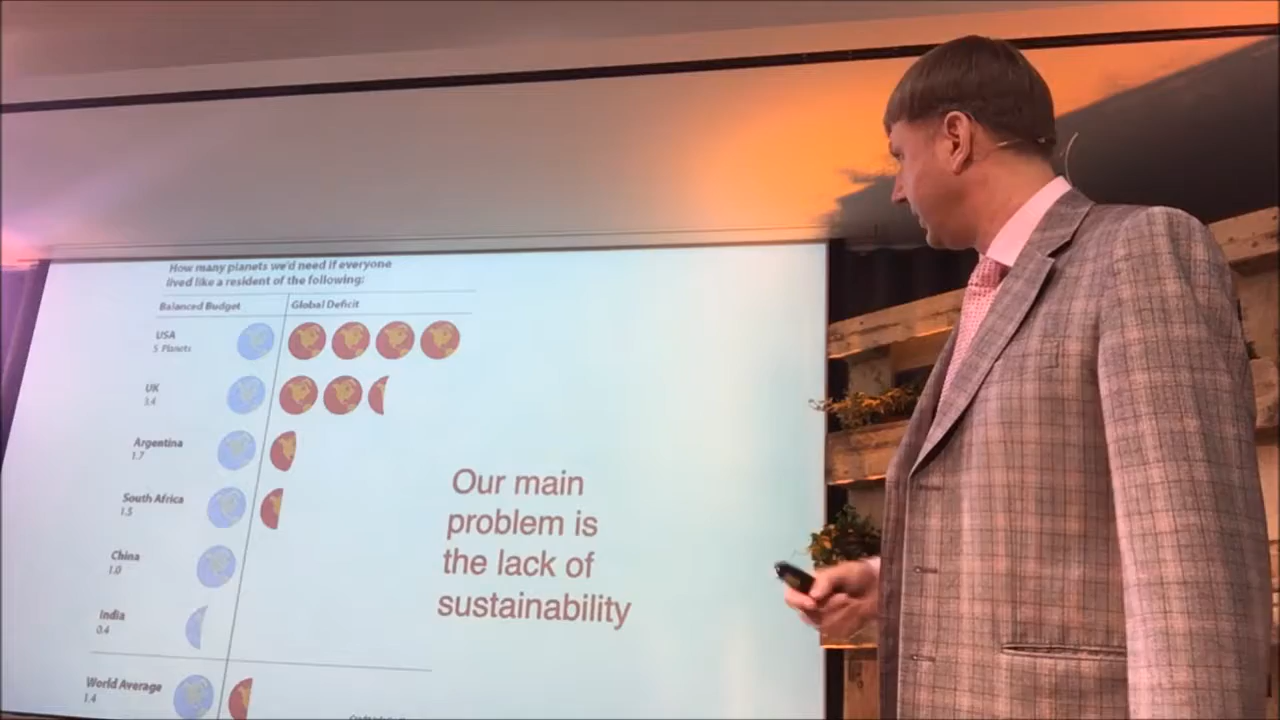 How many planets we'd need if everyone
lived like a resident of the following:
Balanced Budget
Global Deficit
USA
5 Planets
UK
3.4
Argentina
1.7
South Africa
1.5
China
1.0
India
0.4
World Average
1.4
Our main
problem is
the lack of
sustainability